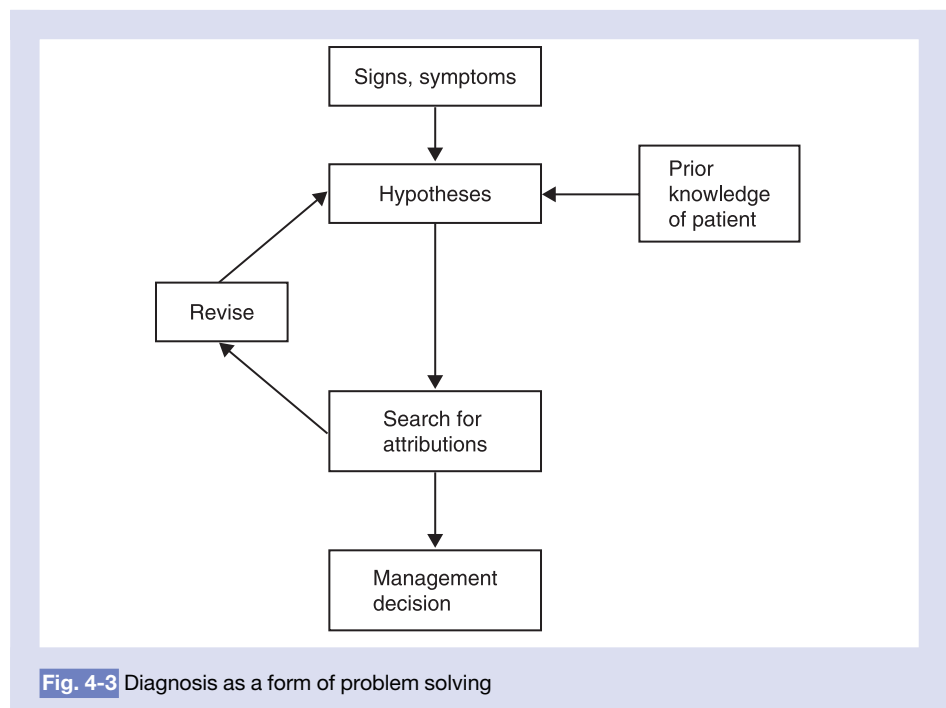 Signs, symptoms
Hypotheses
Prior
knowledge
of patient
Revise
Search for
attributions
Management
decision
Fig. 4-3 Diagnosis as a form of problem solving